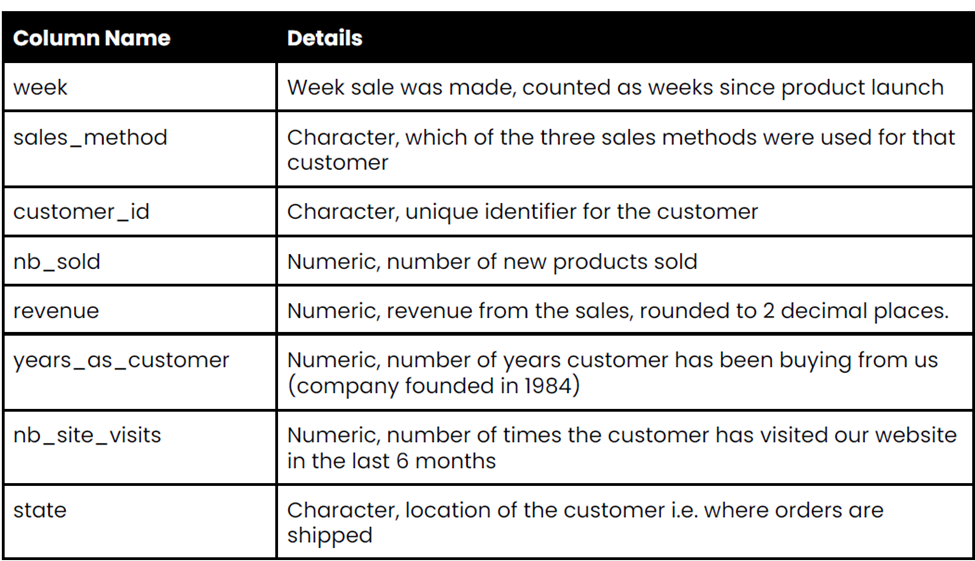 Column Name Details
week Week sale was made, counted as weeks since product launch
sales_method Character, which of the three sales methods were used for that
customer
customer_id Character, unique identifier for the customer
nb_sold Numeric, number of new products sold
revenue Numeric, revenue from the sales, rounded to 2 decimal places.
years_as_customer Numeric, number of years customer has been buying from us
(company founded in 1984)
nb_site_visits Numeric, number of times the customer has visited our website
in the last 6 months
state Character, location of the customer i.e. where orders are
shipped